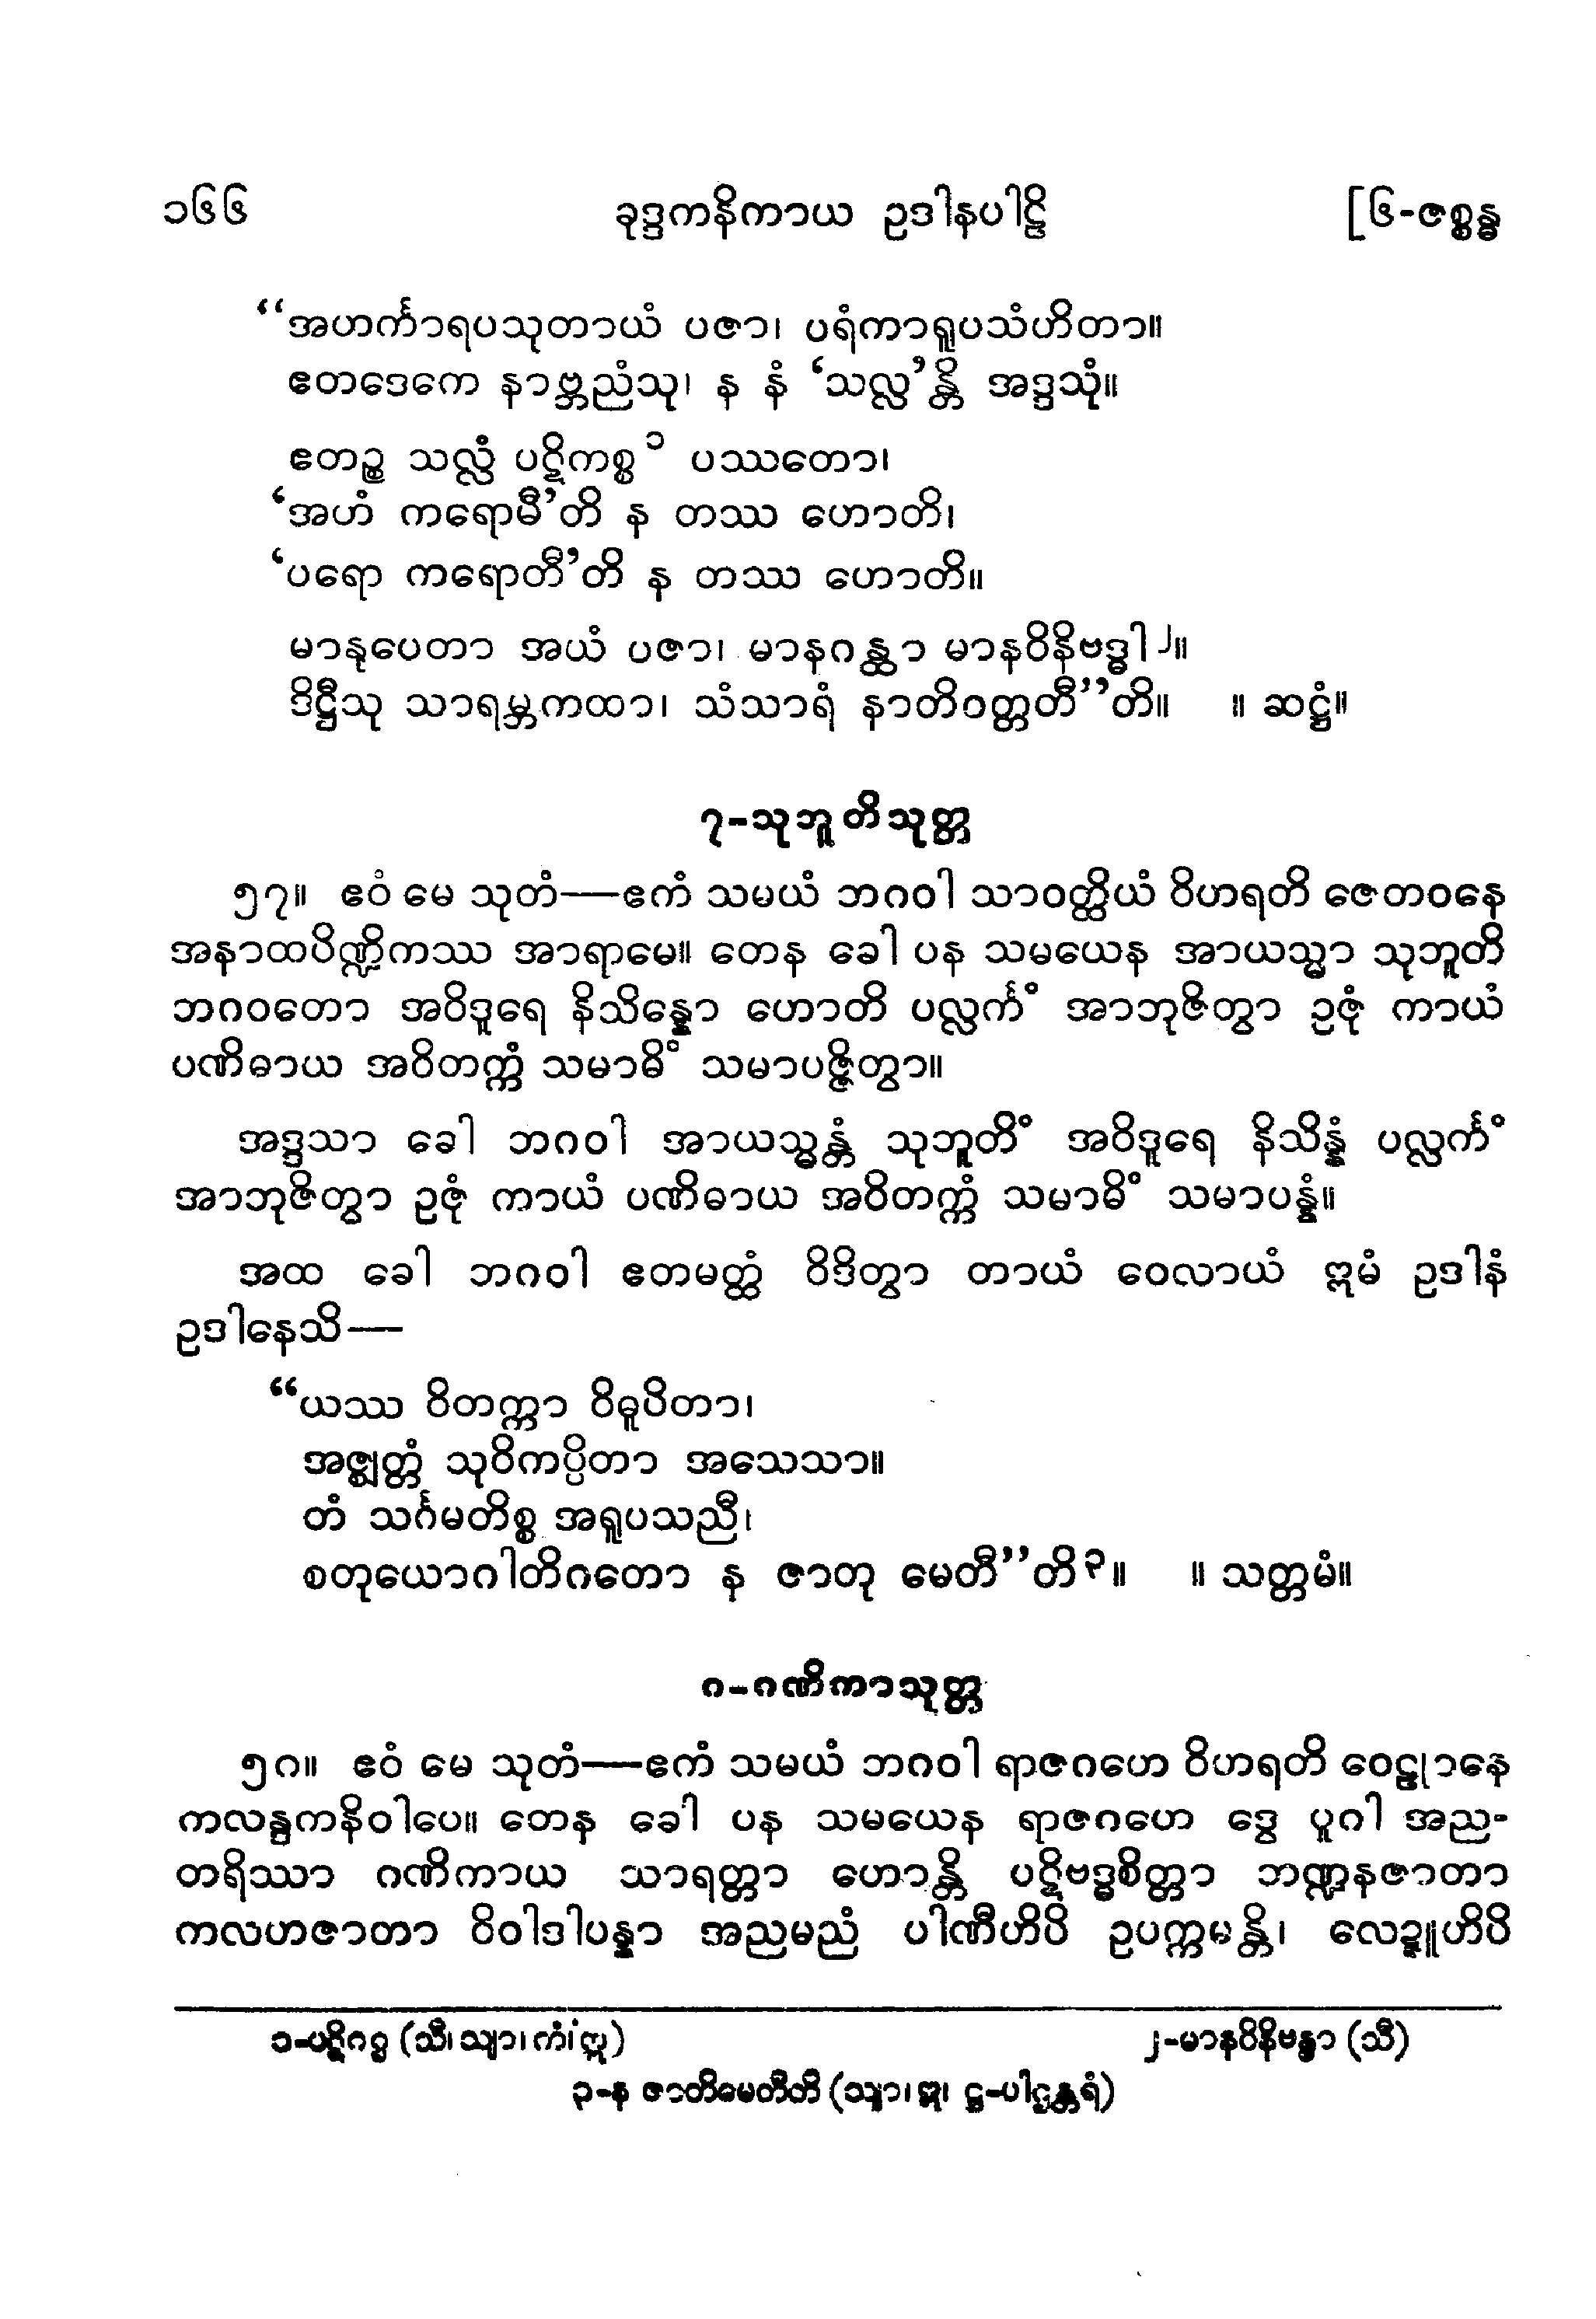 ၁၆၆ ခုဒ္ဒကနိကာယ ဥဒါနပါဠိ [၆-ဇစ္စန္ဓ
“အဟင်္ကာရပသုတာယံ ပဇာ၊ ပရံကာရူပသံဟိတာ။
ဧတဒေကေ နာဗ္ဘညံသု၊ န နံ ‘သလ္လ’န္တိ အဒ္ဒသုံ။
ဧတဉ္စ သလ္လံ ပဋိကစ္စ ၁ ပဿတော၊
‘အဟံ ကရောမီ’တိ န တဿ ဟောတိ၊
‘ပရော ကရောတီ’တိ န တဿ ဟောတိ။
မာနုပေတာ အယံ ပဇာ၊ မာနဂန္ထာ မာနဝိနိဗဒ္ဓါ ၂။
ဒိဋ္ဌီသု သာရမ္ဘကထာ၊ သံသာရံ နာတိဝတ္တတီ”တိ။ ။ ဆဋ္ဌံ။
၇-သုဘူတိသုတ္တ
၅၇။ ဧဝံ မေ သုတံ—ဧကံ သမယံ ဘဂဝါ သာဝတ္ထိယံ ဝိဟရတိ ဇေတဝနေ
အနာထပိဏ္ဍိကဿ အာရာမေ။ တေန ခေါ ပန သမယေန အာယသ္မာ သုဘူတိ
ဘဂဝတော အဝိဒူရေ နိသိန္နော ဟောတိ ပလ္လင်္ကံ အာဘုဇိတွာ ဥဇုံ ကာယံ
ပဏိဓာယ အဝိတက္ကံ သမာဓိံ သမာပဇ္ဇိတွာ။
အဒ္ဒသာ ခေါ ဘဂဝါ အာယသ္မန္တံ သုဘူတိံ အဝိဒူရေ နိသိန္နံ ပလ္လင်္ကံ
အာဘုဇိတွာ ဥဇုံ ကာယံ ပဏိဓာယ အဝိတက္ကံ သမာဓိံ သမာပန္နံ။
အထ ခေါ ဘဂဝါ ဧတမတ္ထံ ဝိဒိတွာ တာယံ ဝေလာယံ ဣမံ ဥဒါနံ
ဥဒါနေသိ—
“ယဿ ဝိတက္ကာ ဝိဓူပိတာ၊
အဇ္ဈတ္တံ သုဝိကပ္ပိတာ အသေသာ။
တံ သင်္ဂမတိစ္စ အရူပသညီ၊
စတုယောဂါတိဂတော န ဇာတု မေတီ”တိ ၃။ ။ သတ္တမံ။
၈-ဂဏိကာသုတ္တ
၅၈။ ဧဝံ မေ သုတံ—ဧကံ သမယံ ဘဂဝါ ရာဇဂဟေ ဝိဟရတိ ဝေဠုဝနေ
ကလန္ဒကနိဝါပေ။ တေန ခေါ ပန သမယေန ရာဇဂဟေ ဒွေ ပူဂါ အည-
တရိဿာ ဂဏိကာယ သာရတ္တာ ဟောန္တိ ပဋိဗဒ္ဓစိတ္တာ ဘဏ္ဍနဇာတာ
ကလဟဇာတာ ဝိဝါဒါပန္နာ အညမညံ ပါဏီဟိပိ ဥပက္ကမန္တိ၊ လေဍ္ဍူဟိပိ
၁-ပဋိဂစ္စ (သီ၊ သျာ၊ ကံ၊ ဣ)
၂-မာနဝိနိဗန္ဓာ (သီ)
၃-န ဇာတိမေတီတိ (သျာ၊ ဣ၊ ဋ္ဌ-ပါဌန္တရံ)